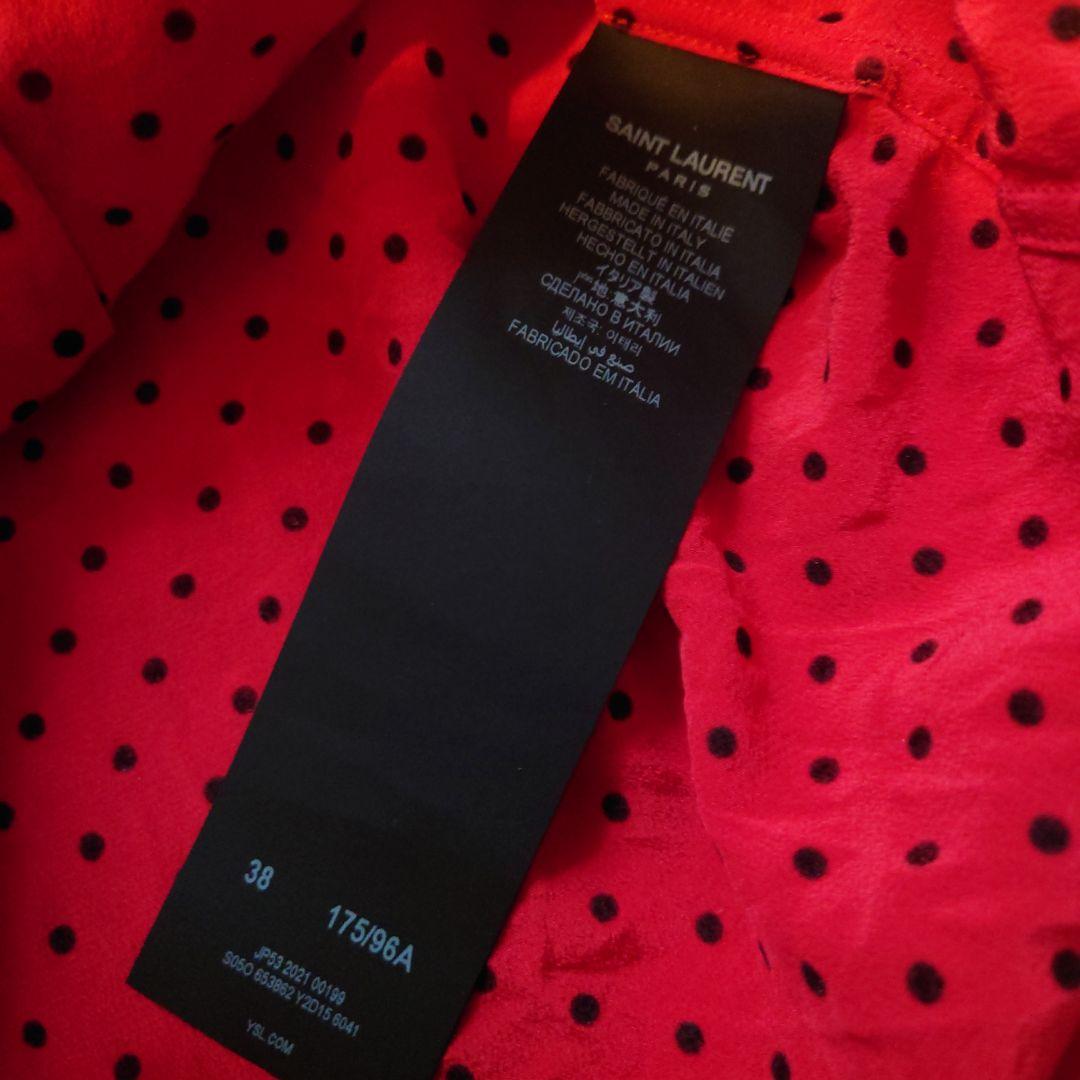 SAINT LAURENT
PARIS
FABRIQUÉ EN ITALIE
MADE IN ITALY
FABBRICATO IN ITALIA
HERGESTELLT IN ITALIEN
HECHO EN ITALIA
イタリア製
地 意大利
СДЕЛАНО В ИТАЛИИ
제조국: 이태리
صنع في إيطاليا
FABRICADO EM ITÁLIA
38
175/96A
JP53 2021 00199
S05O 653862 Y2D15 6041
YSL.COM